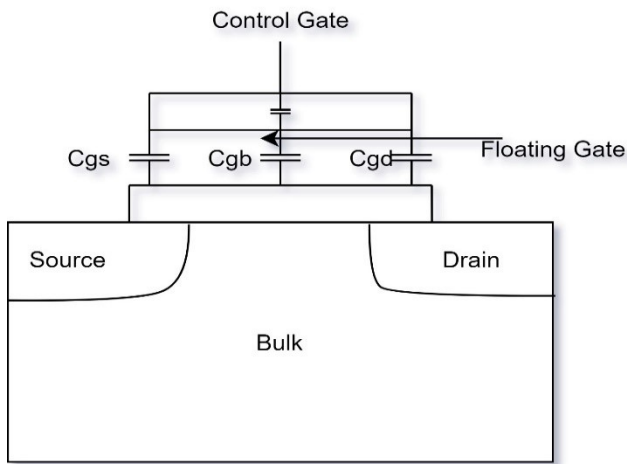 Control Gate
Floating Gate
Cgs
Cgb
Cgd
Source
Drain
Bulk